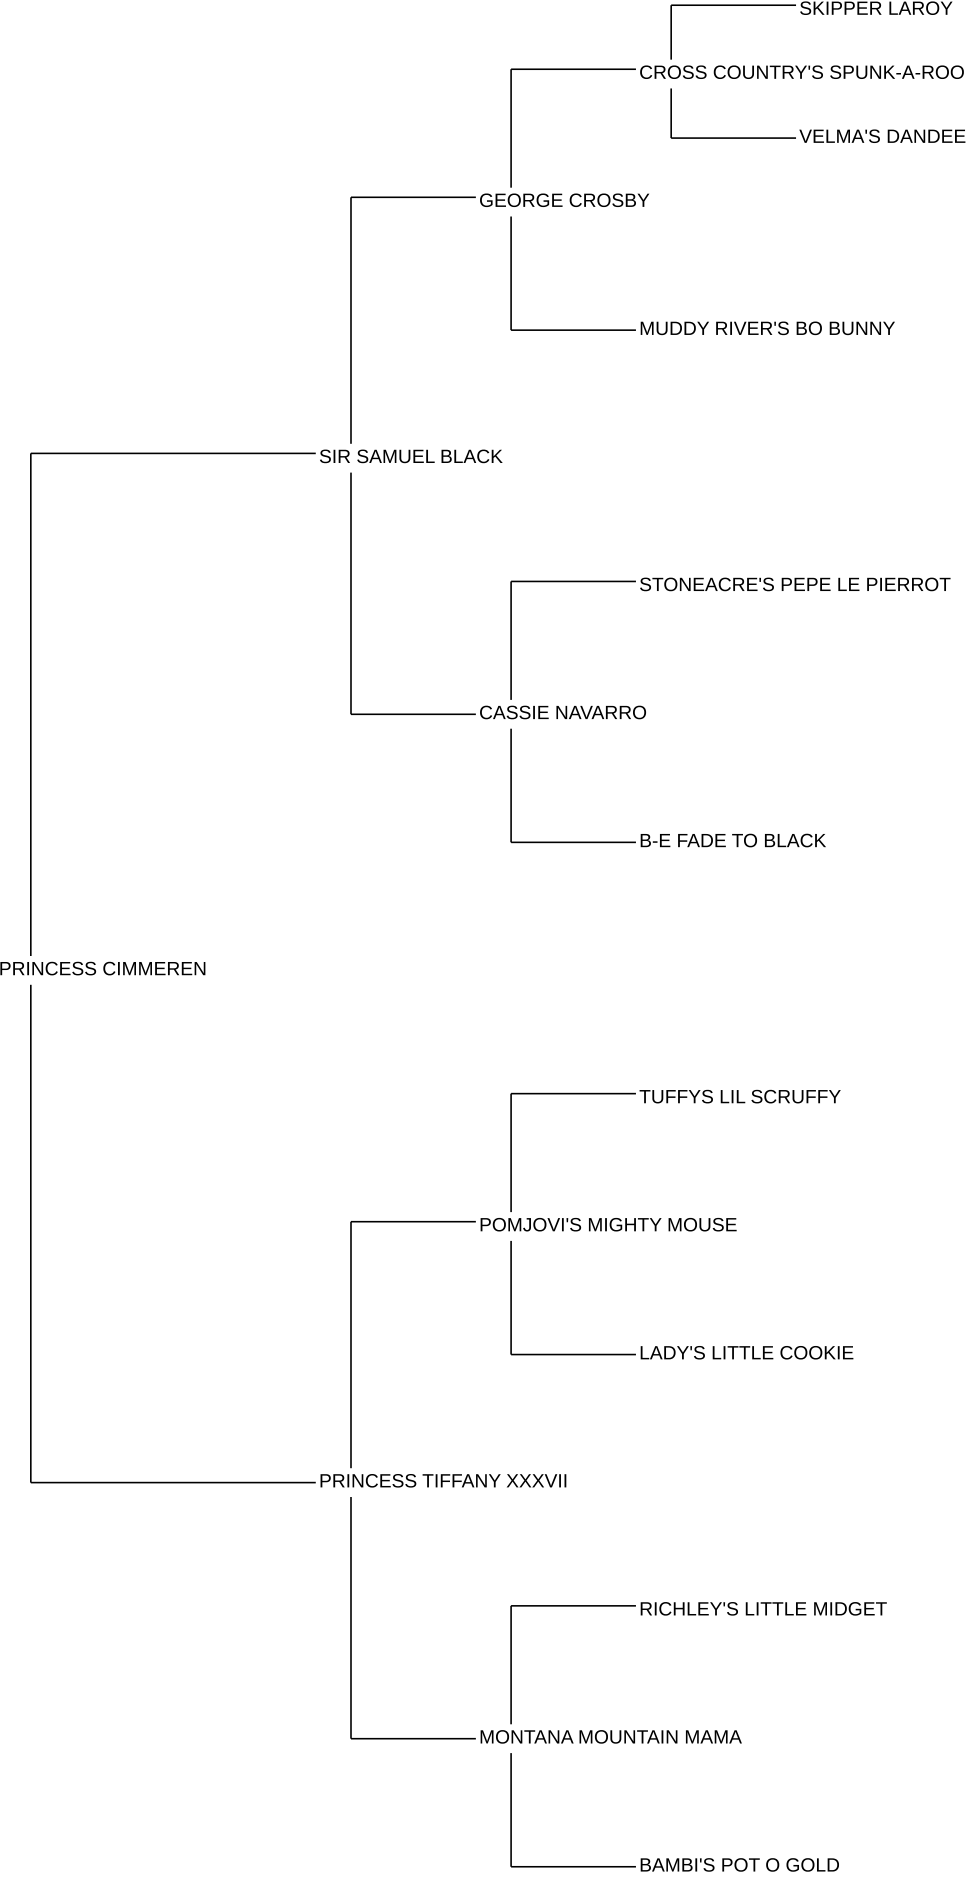 SKIPPER LAROY
CROSS COUNTRY'S SPUNK-A-ROO
VELMA'S DANDEE
GEORGE CROSBY
MUDDY RIVER'S BO BUNNY
SIR SAMUEL BLACK
STONEACRE'S PEPE LE PIERROT
CASSIE NAVARRO
B-E FADE TO BLACK
PRINCESS CIMMEREN
TUFFYS LIL SCRUFFY
POMJOVI'S MIGHTY MOUSE
LADY'S LITTLE COOKIE
PRINCESS TIFFANY XXXVII
RICHLEY'S LITTLE MIDGET
MONTANA MOUNTAIN MAMA
BAMBI'S POT O GOLD